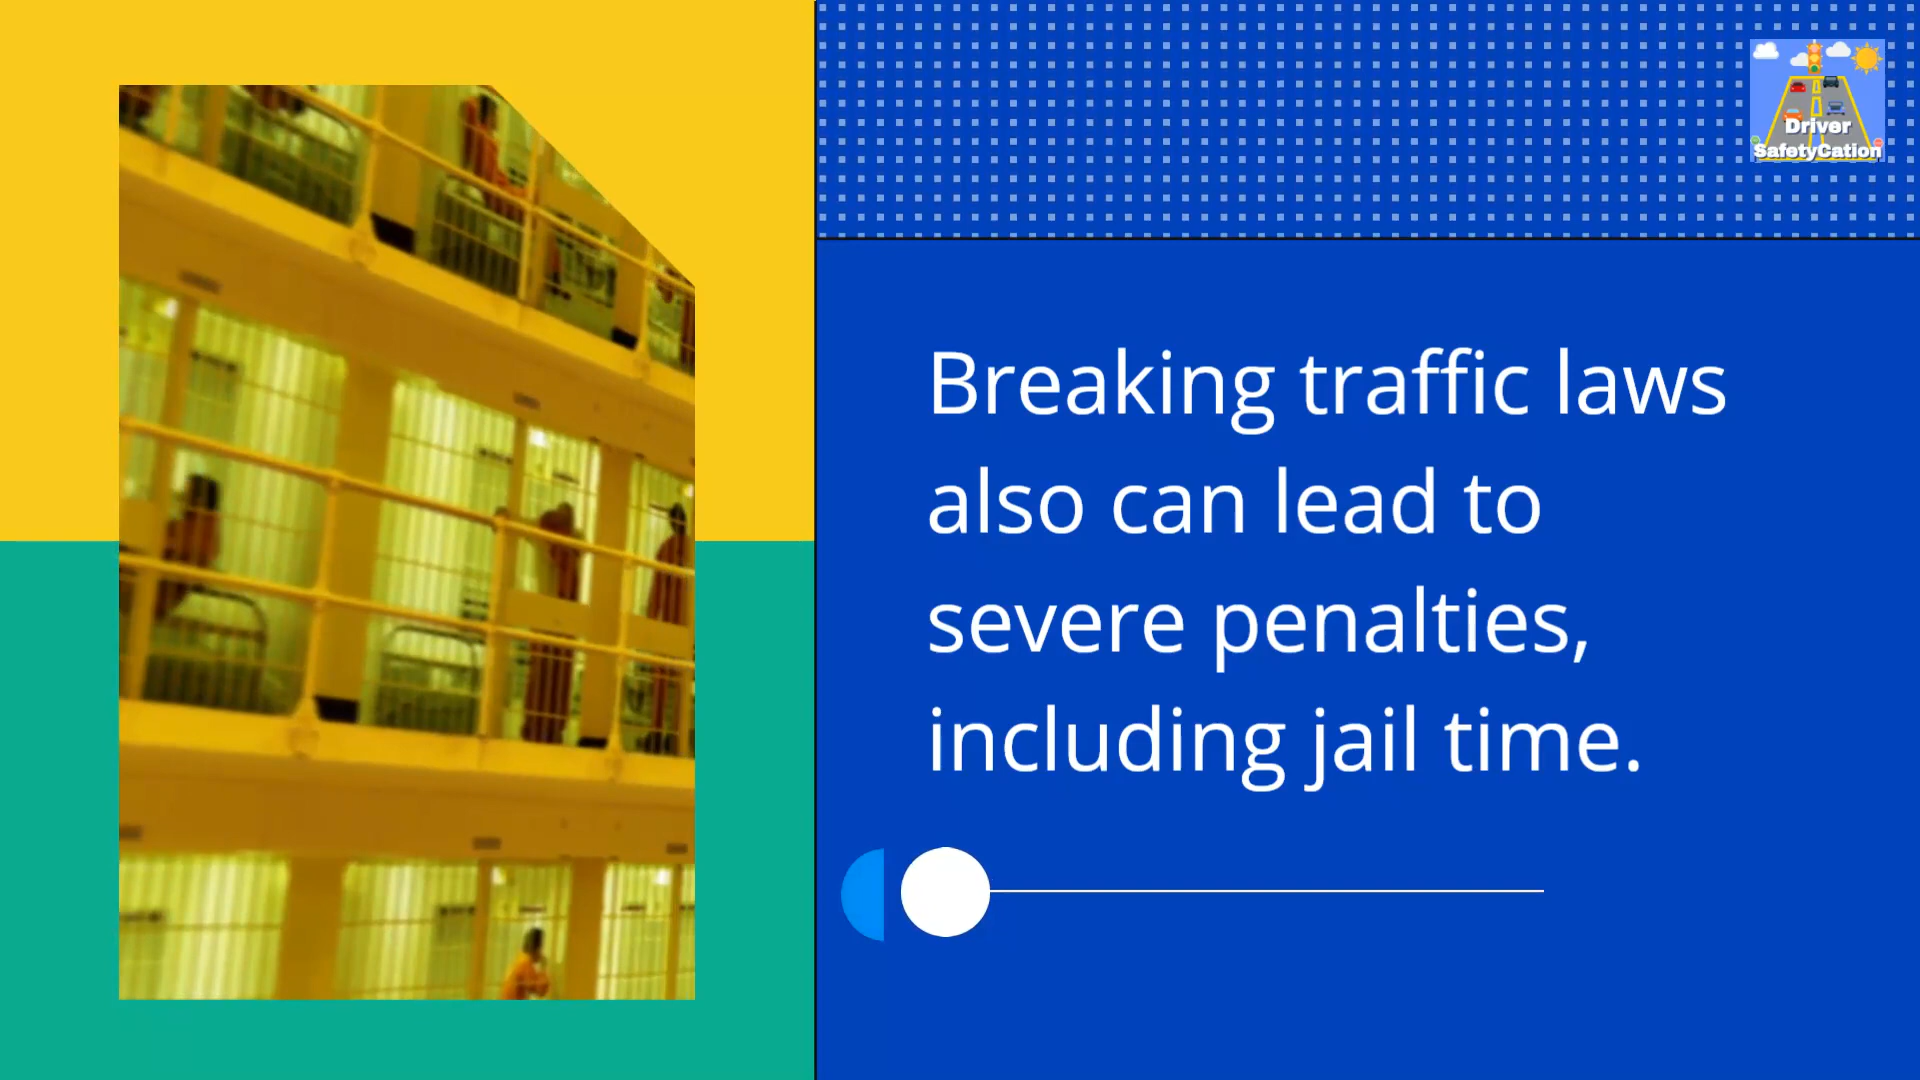 Driver
SafetyCation
Breaking traffic laws
also can lead to
severe penalties,
including jail time.